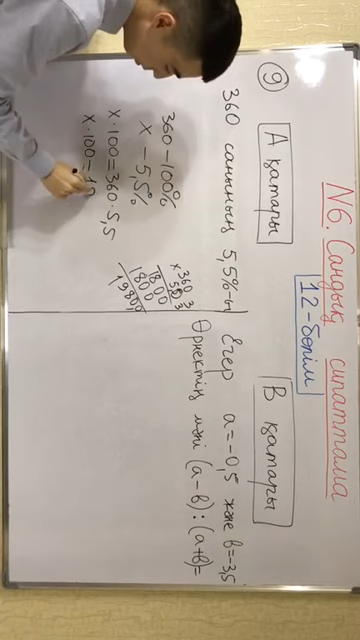 №6. Сандық сипаттама
12-бөлім
9
А қатары
360 санының 5,5%-ы
360 – 100%
х – 5,5%
х·100=360·5,5
х·100=19
×360
5,5
1800
1800
1980,0
В қатары
Егер а=-0,5 және в=-3,5
Өрнектің мәні (а-в):(а+в)=